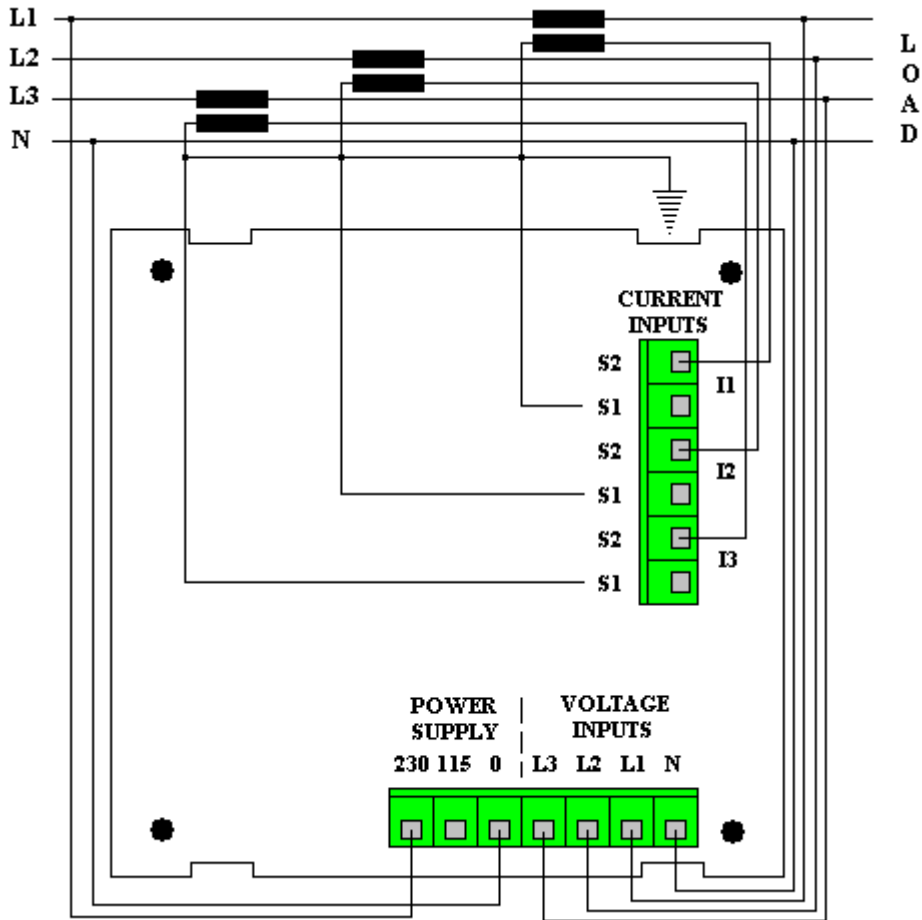 L1
L2
L3
N
L
O
A
D
CURRENT
INPUTS
S2
I1
S1
S2
I2
S1
S2
I3
S1
POWER
SUPPLY
VOLTAGE
INPUTS
230 115 0 L3 L2 L1 N